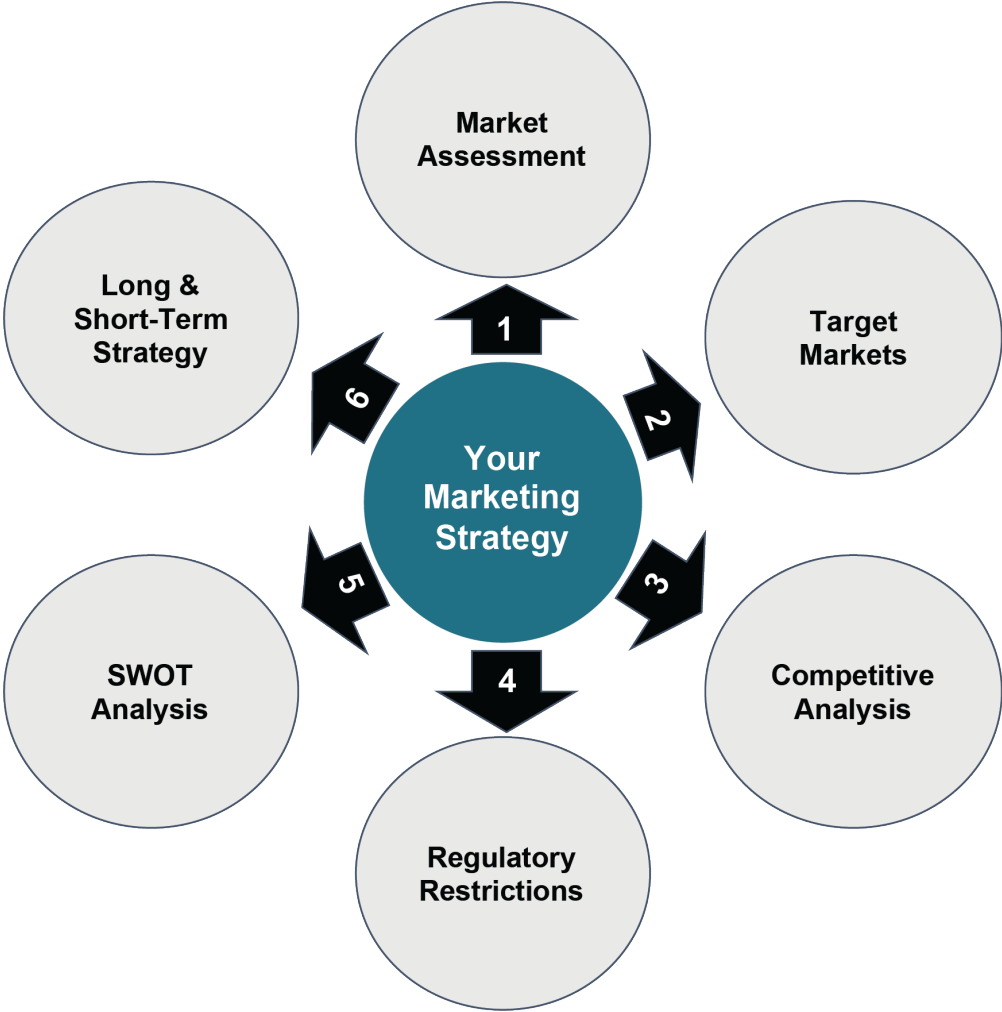 Market
Assessment
1
Target
Markets
2
Competitive
Analysis
3
Regulatory
Restrictions
4
SWOT
Analysis
5
Long &
Short-Term
Strategy
6
Your
Marketing
Strategy